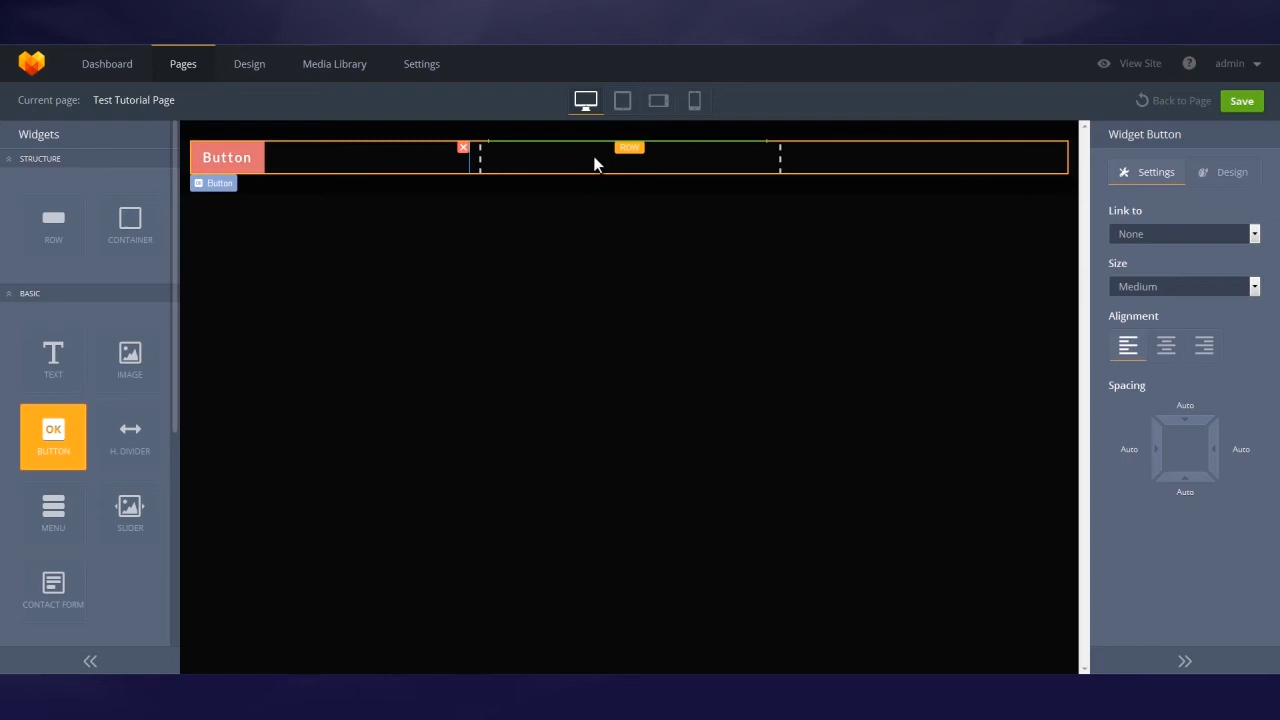 Dashboard
Pages
Design
Media Library
Settings
View Site
?
admin
Current page:
Test Tutorial Page
Back to Page
Save
Widgets
STRUCTURE
ROW
CONTAINER
BASIC
T
TEXT
IMAGE
OK
BUTTON
H. DIVIDER
MENU
SLIDER
CONTACT FORM
Button
ROW
OK Button
Widget Button
Settings
Design
Link to
None
Size
Medium
Alignment
Spacing
Auto
Auto
Auto
Auto